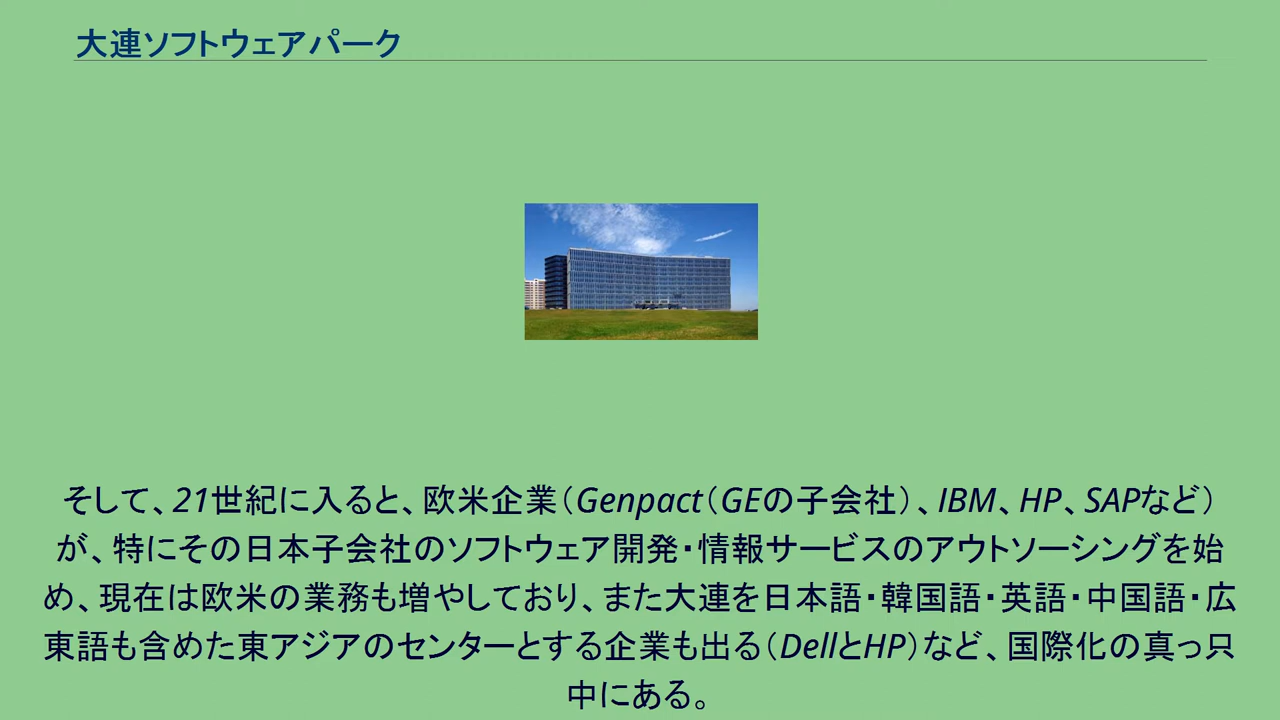 大連ソフトウェアパーク
そして、21世紀に入ると、欧米企業（Genpact（GEの子会社）、IBM、HP、SAPなど）
が、特にその日本子会社のソフトウェア開発・情報サービスのアウトソーシングを始
め、現在は欧米の業務も増やしており、また大連を日本語・韓国語・英語・中国語・広
東語も含めた東アジアのセンターとする企業も出る（DellとHP）など、国際化の真っ只
中にある。